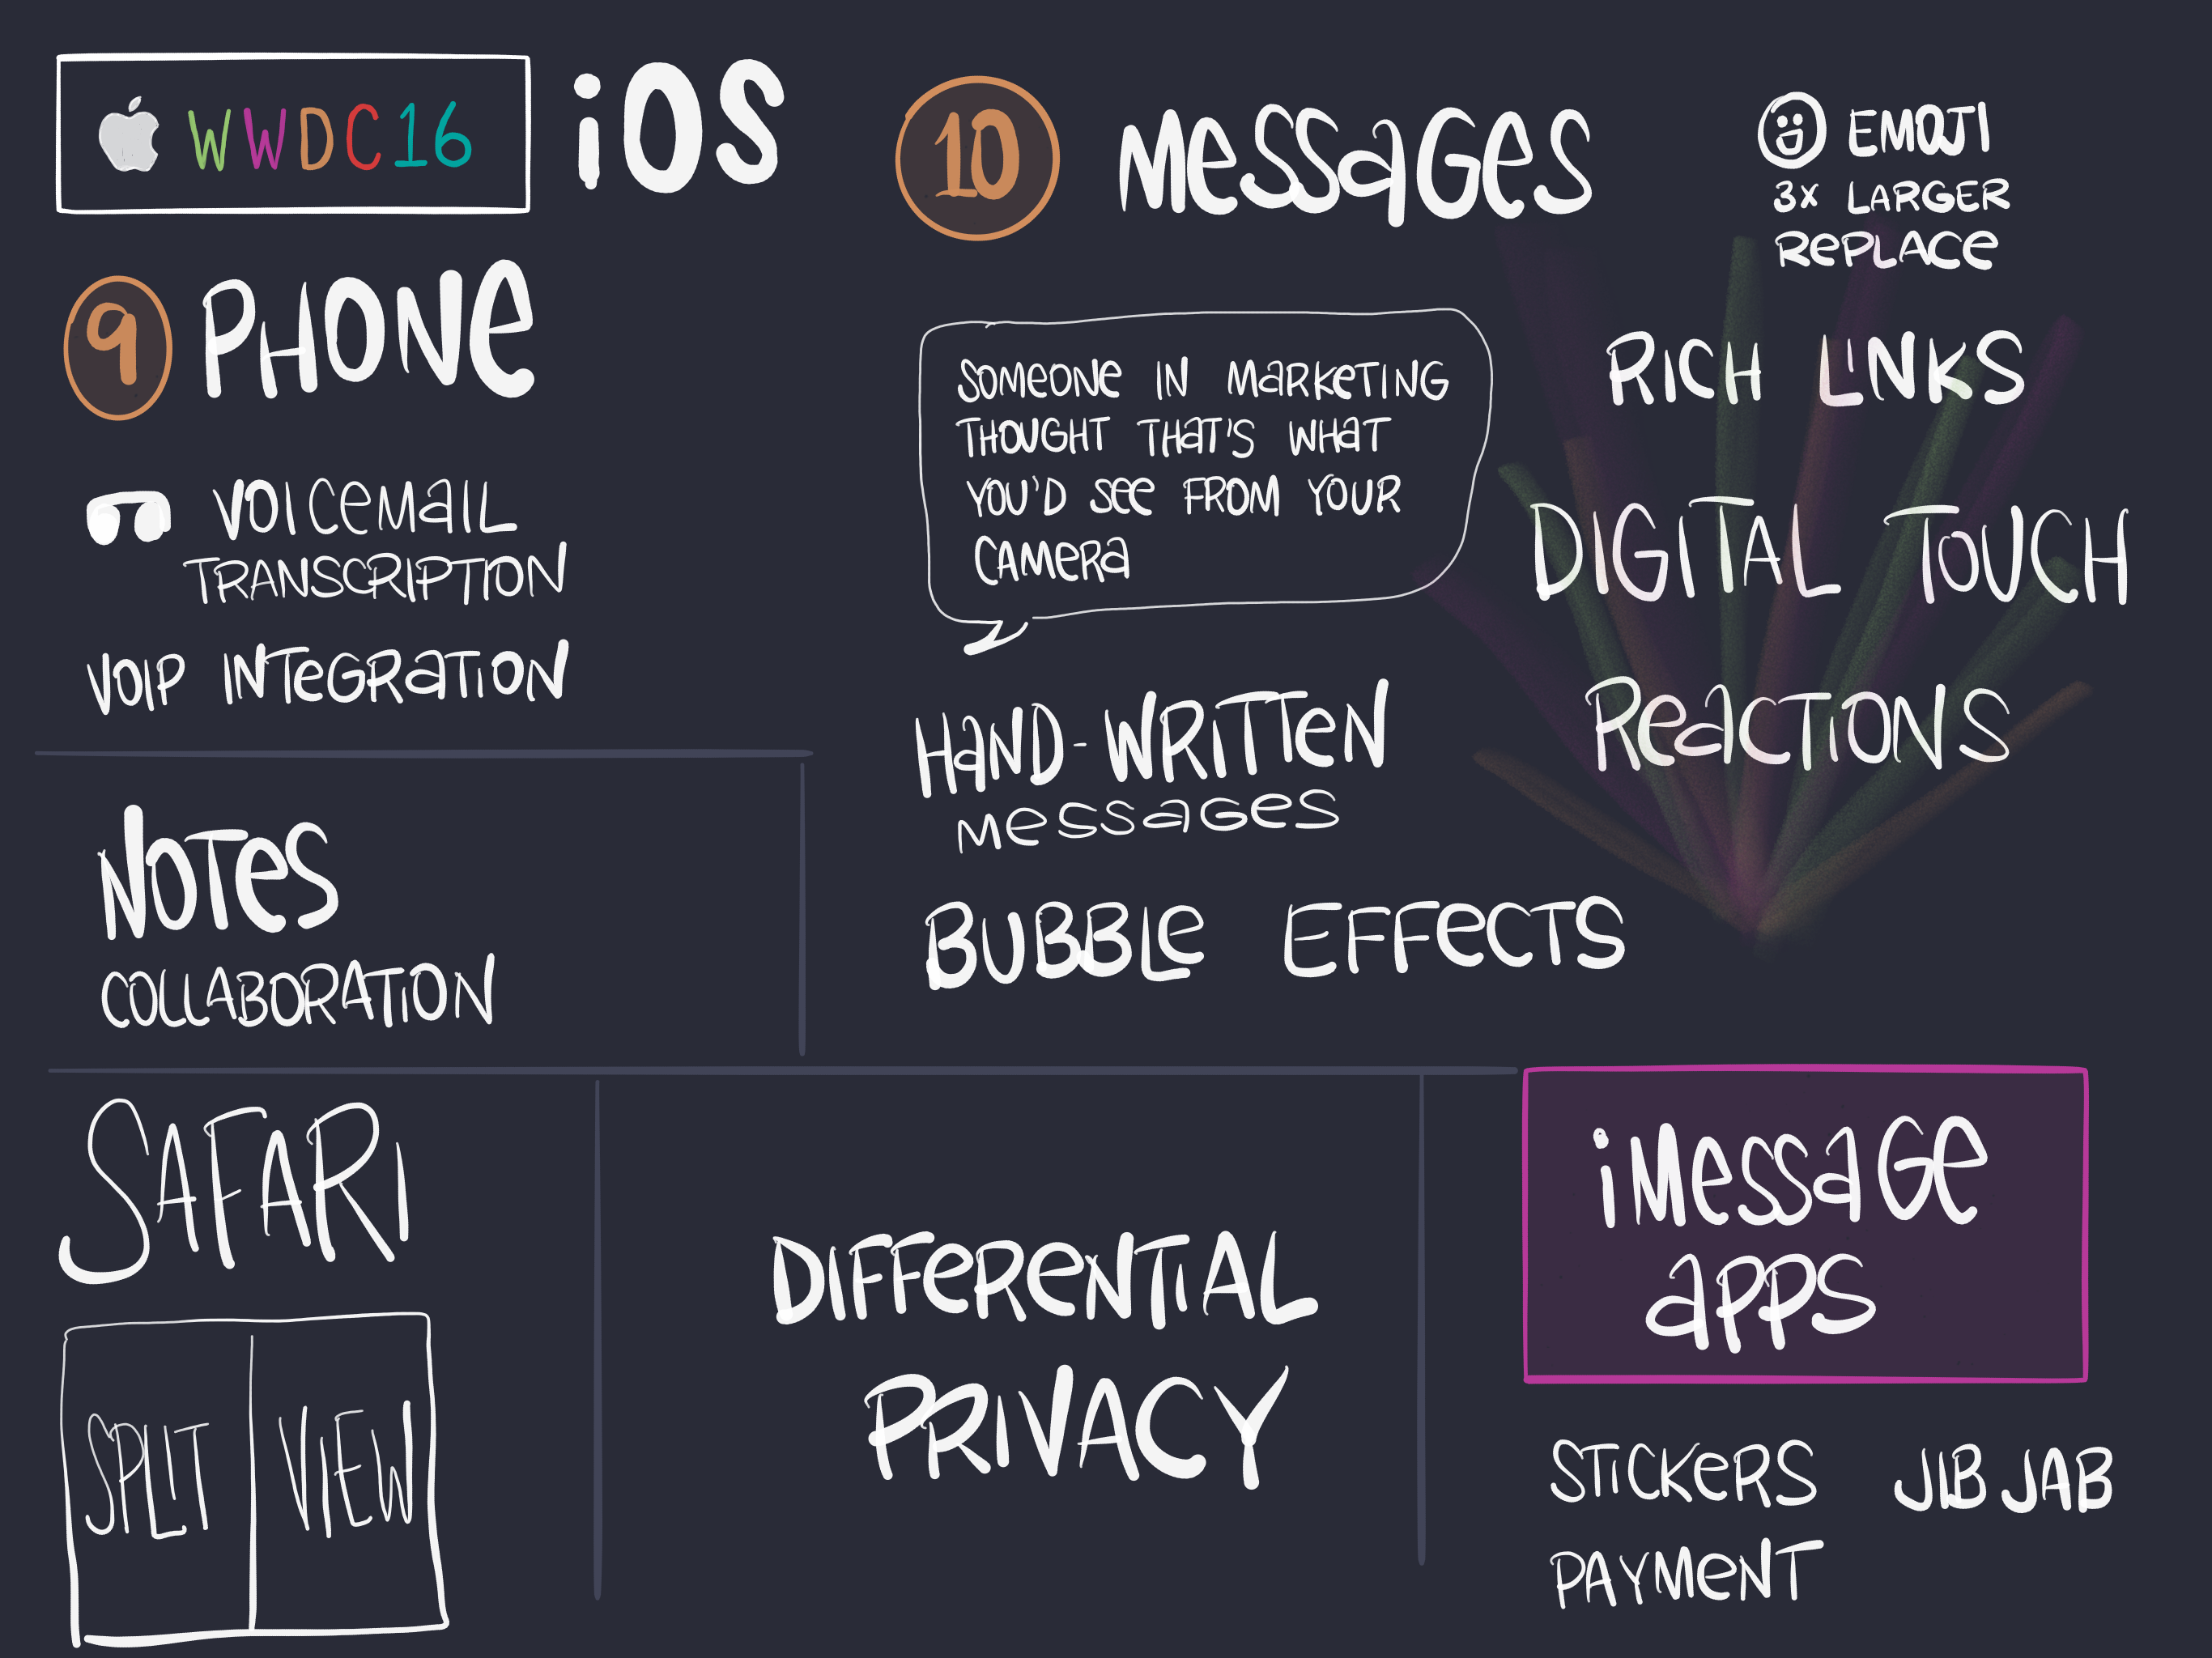 WWDC16
iOS
9 PHONE
VOICEMAIL
TRANSCRIPTION
VOIP INTEGRATION
NOTES
COLLABORATION
10 MESSAGES
EMOJI
3X LARGER
REPLACE
SOMEONE IN MARKETING
THOUGHT THAT'S WHAT
YOU'D SEE FROM YOUR
CAMERA
RICH LINKS
DIGITAL TOUCH
REACTIONS
HAND-WRITTEN
MESSAGES
BUBBLE EFFECTS
SAFARI
SPLIT VIEW
DIFFERENTIAL
PRIVACY
iMESSAGE
APPS
STICKERS JIB JAB
PAYMENT